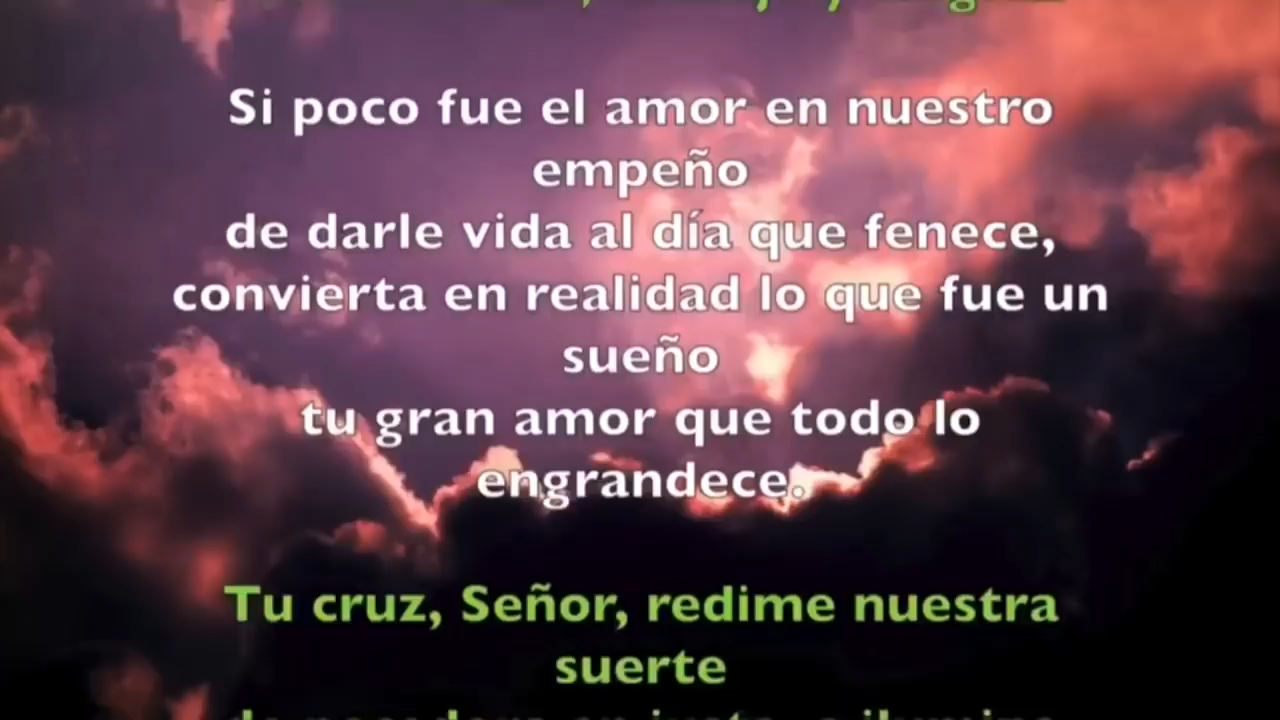 Si poco fue el amor en nuestro
empeño
de darle vida al día que fenece,
convierta en realidad lo que fue un
sueño
tu gran amor que todo lo
engrandece.
Tu cruz, Señor, redime nuestra
suerte